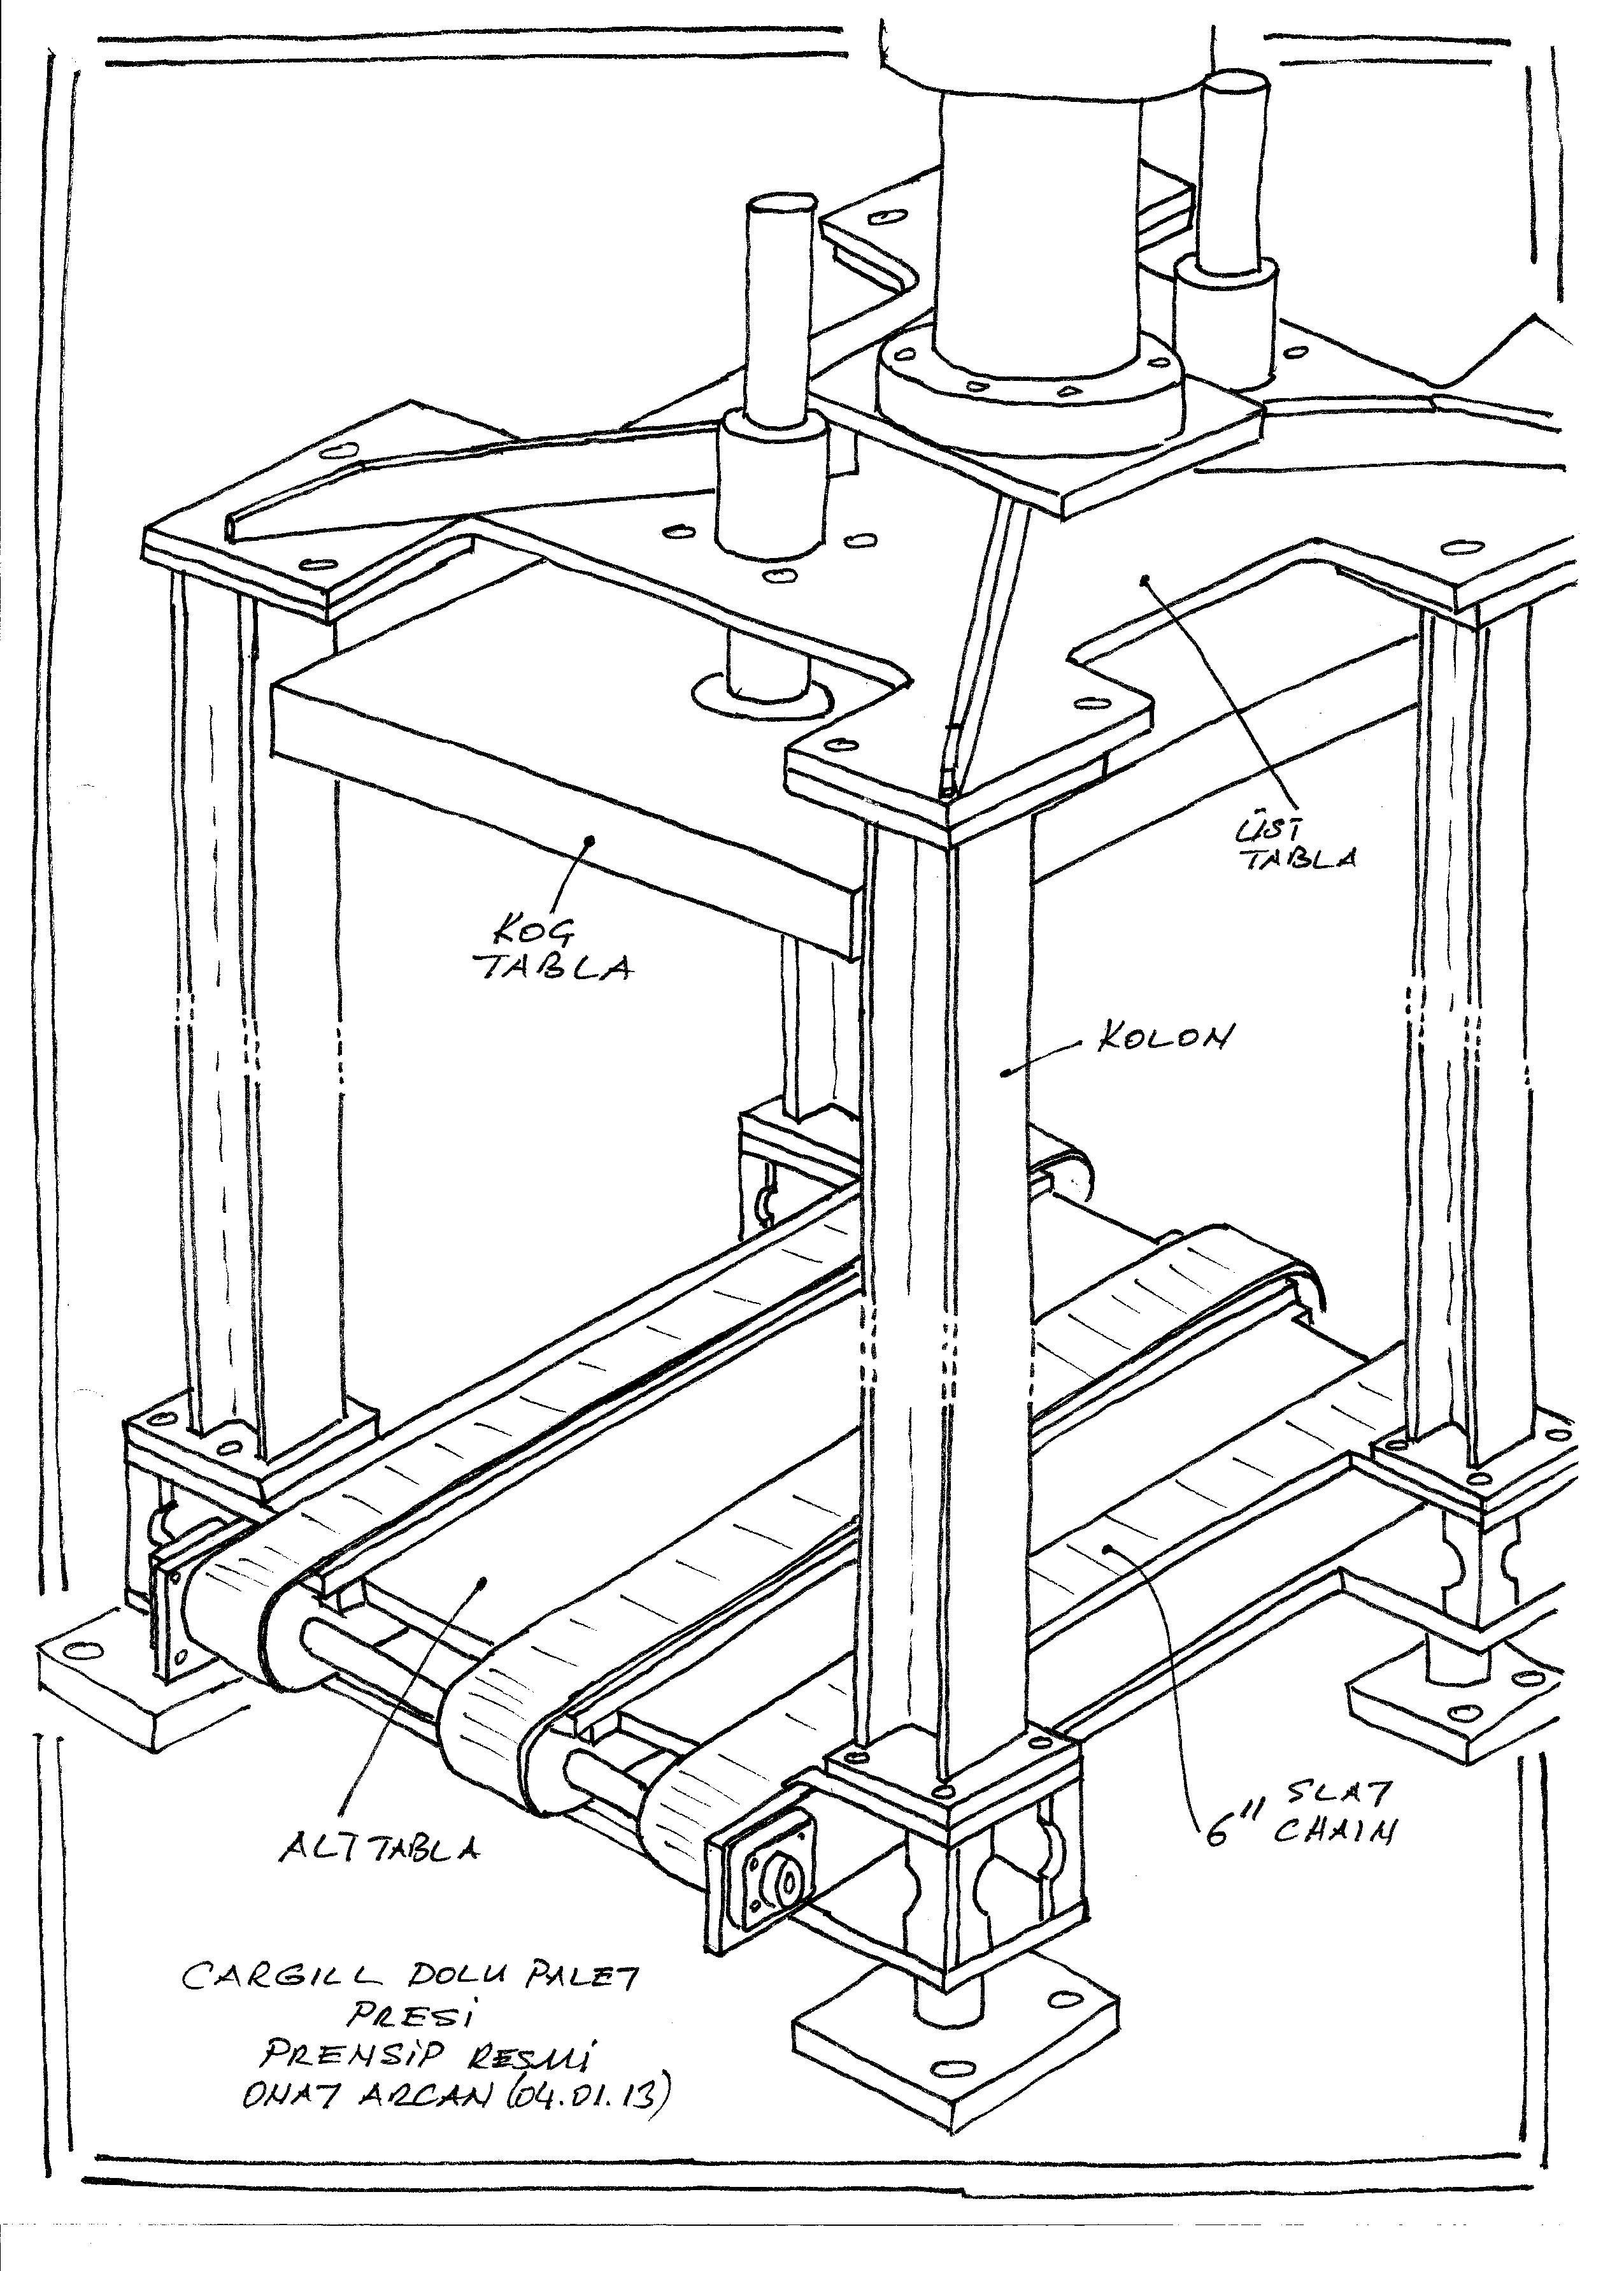 ÜST
TABLA
KOG
TABLA
KOLON
6" SLAT
CHAIN
ALT TABLA
CARGILL DOLU PALET
PRESİ
PRENSİP RESMİ
ONAT ARCAN (04.01.13)